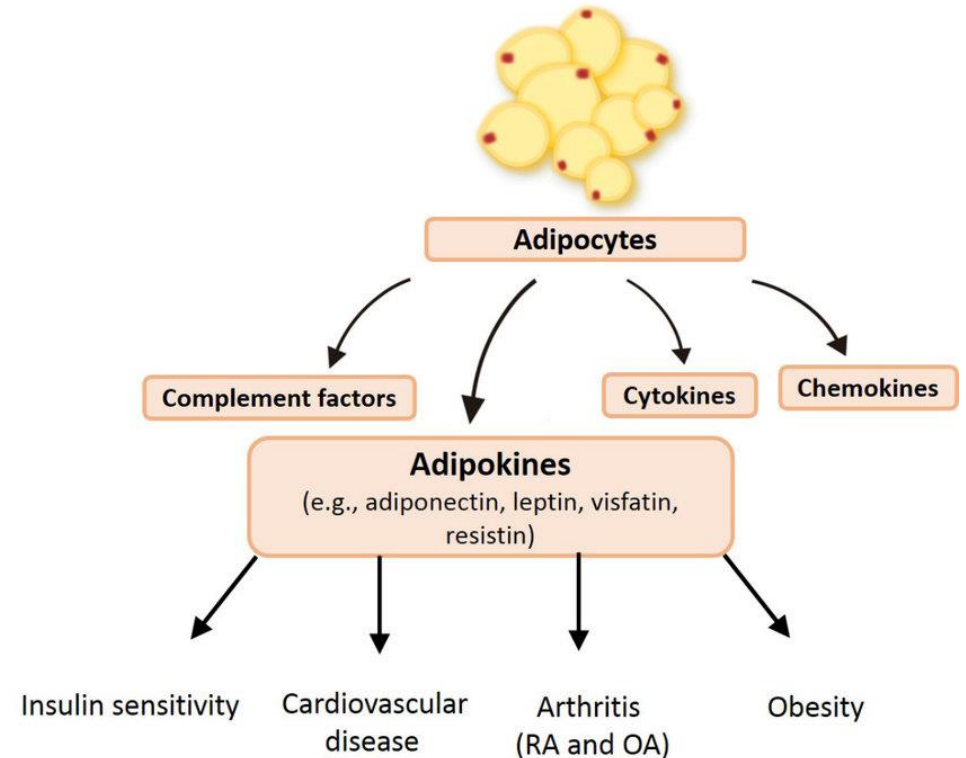 Adipocytes
Complement factors
Cytokines
Chemokines
Adipokines
(e.g., adiponectin, leptin, visfatin,
resistin)
Insulin sensitivity
Cardiovascular
disease
Arthritis
(RA and OA)
Obesity